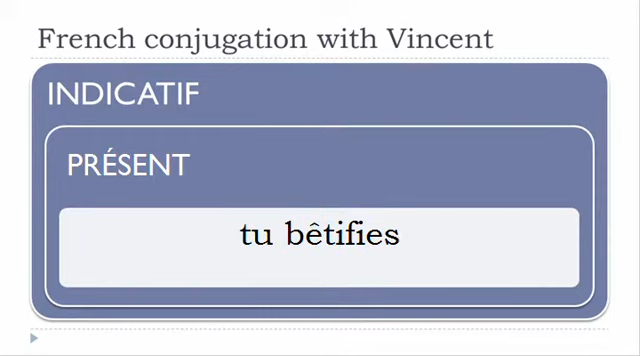 French conjugation with Vincent
INDICATIF
PRÉSENT
tu bêtifies